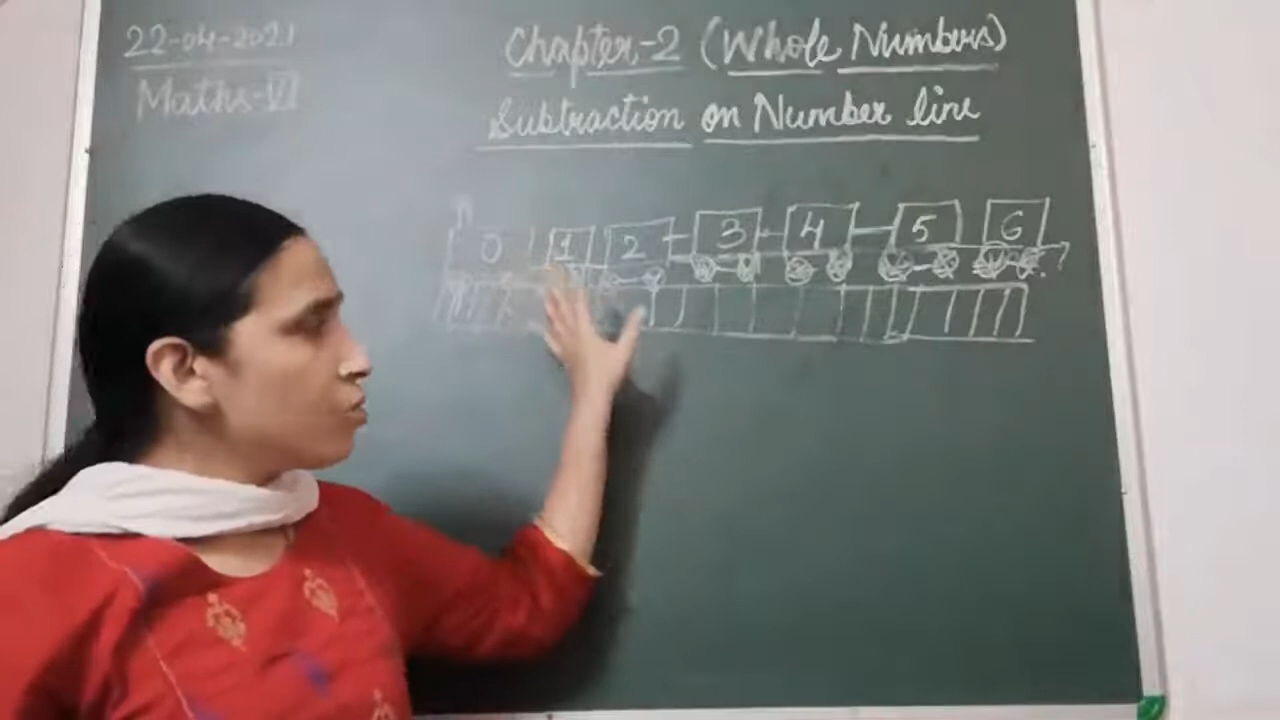 22-04-2021
Maths-VI
Chapter-2 (Whole Numbers)
Subtraction on Number line
0 1 2 3 4 5 6